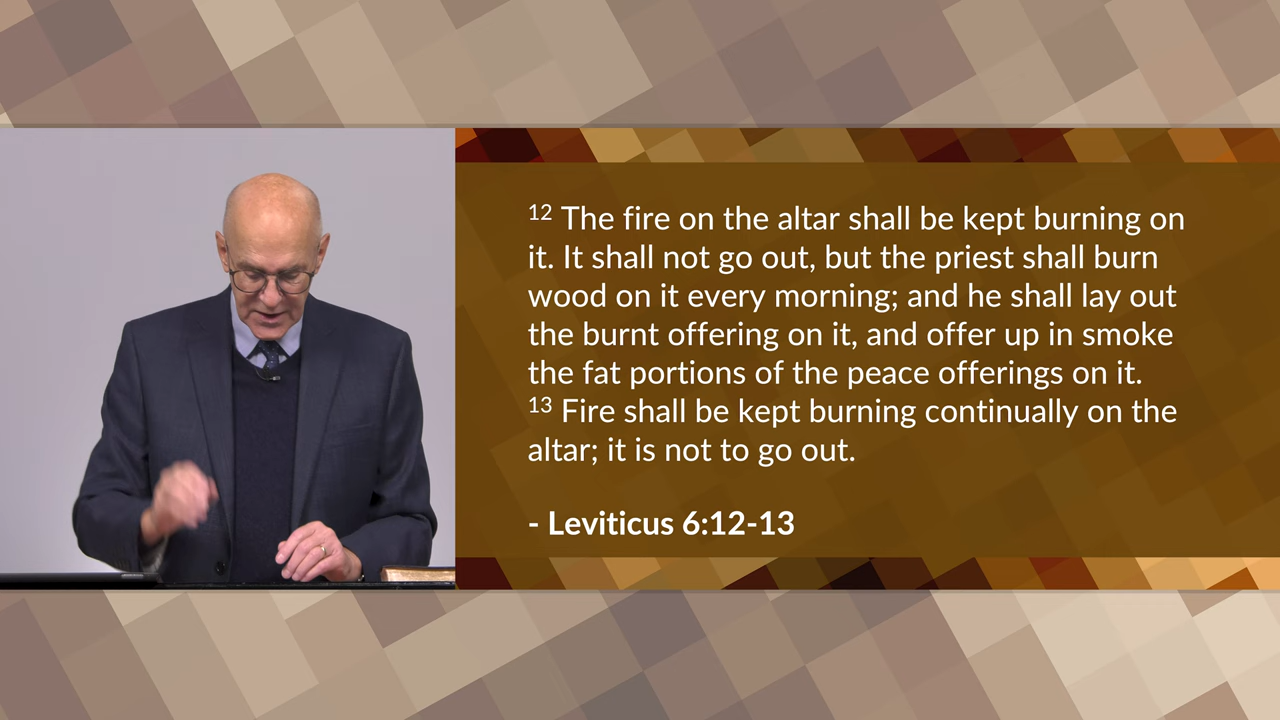 12 The fire on the altar shall be kept burning on
it. It shall not go out, but the priest shall burn
wood on it every morning; and he shall lay out
the burnt offering on it, and offer up in smoke
the fat portions of the peace offerings on it.
13 Fire shall be kept burning continually on the
altar; it is not to go out.
- Leviticus 6:12-13